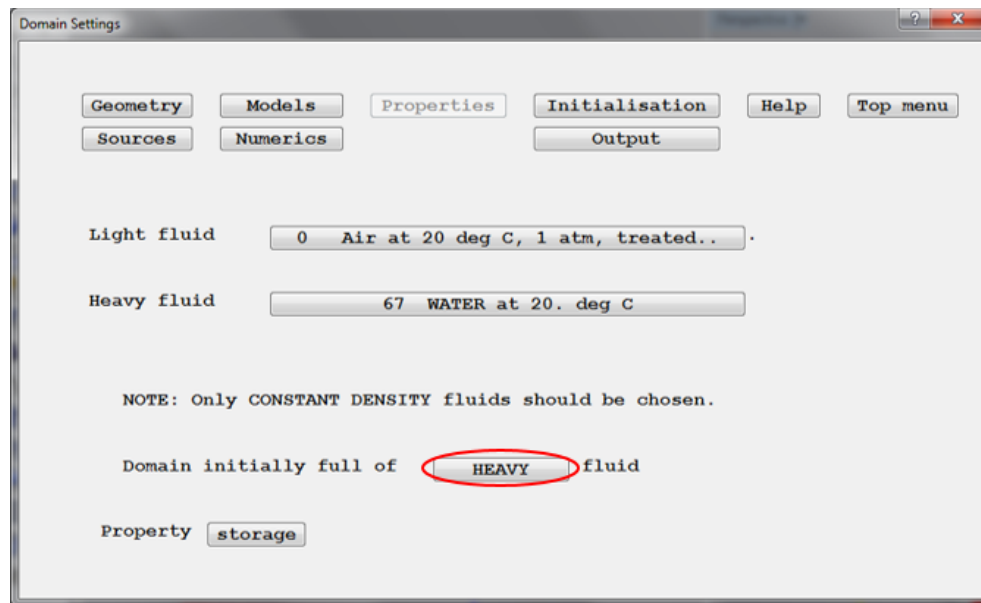 Domain Settings
Geometry Models Properties Initialisation Help Top menu
Sources Numerics Output
Light fluid 0 Air at 20 deg C, 1 atm, treated.. .
Heavy fluid 67 WATER at 20. deg C
NOTE: Only CONSTANT DENSITY fluids should be chosen.
Domain initially full of HEAVY fluid
Property storage